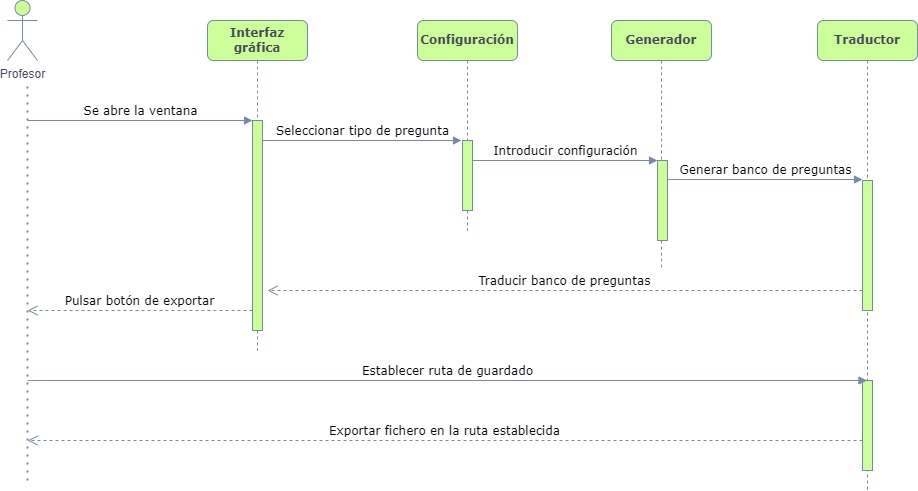 Profesor
Interfaz
gráfica
Configuración
Generador
Traductor
Se abre la ventana
Seleccionar tipo de pregunta
Introducir configuración
Generar banco de preguntas
Traducir banco de preguntas
Pulsar botón de exportar
Establecer ruta de guardado
Exportar fichero en la ruta establecida